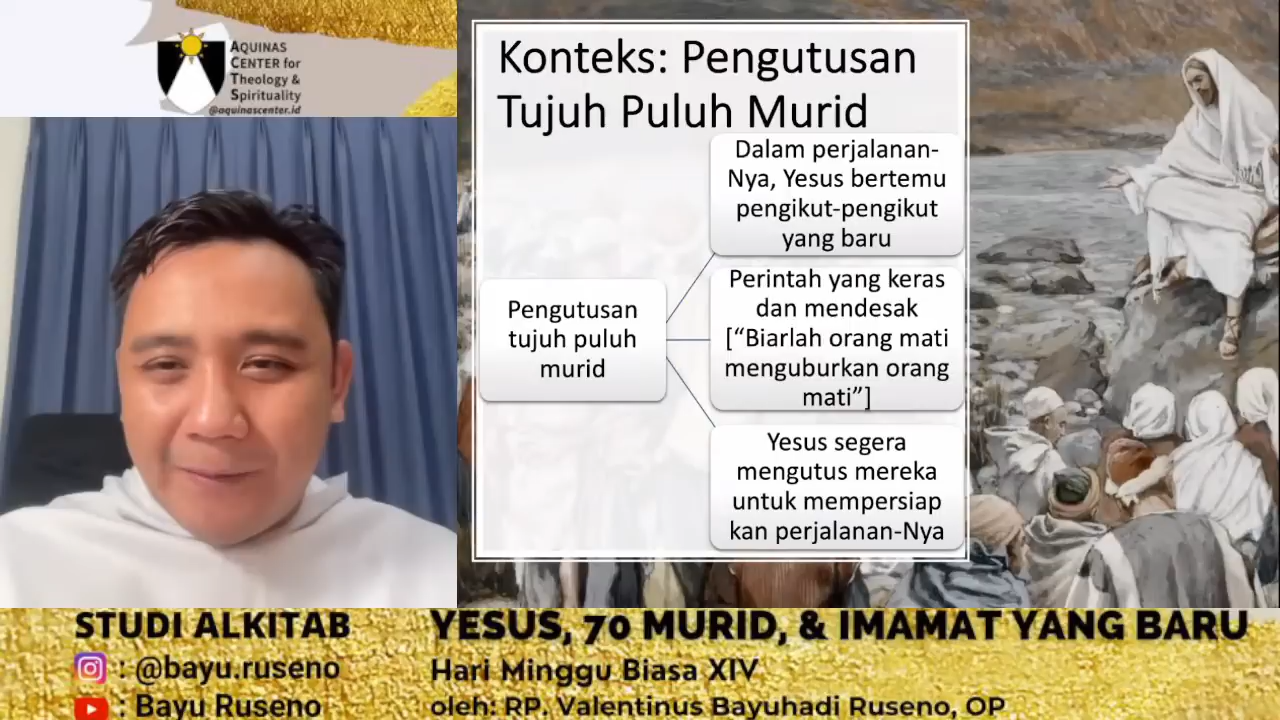 AQUINAS
CENTER for
Theology &
Spirituality
@aquinascenter.id
Konteks: Pengutusan
Tujuh Puluh Murid
Pengutusan
tujuh puluh
murid
Dalam perjalanan-
Nya, Yesus bertemu
pengikut-pengikut
yang baru
Perintah yang keras
dan mendesak
[“Biarlah orang mati
menguburkan orang
mati”]
Yesus segera
mengutus mereka
untuk mempersiap
kan perjalanan-Nya
STUDI ALKITAB
: @bayu.ruseno
: Bayu Ruseno
YESUS, 70 MURID, & IMAMAT YANG BARU
Hari Minggu Biasa XIV
oleh: RP. Valentinus Bayuhadi Ruseno, OP